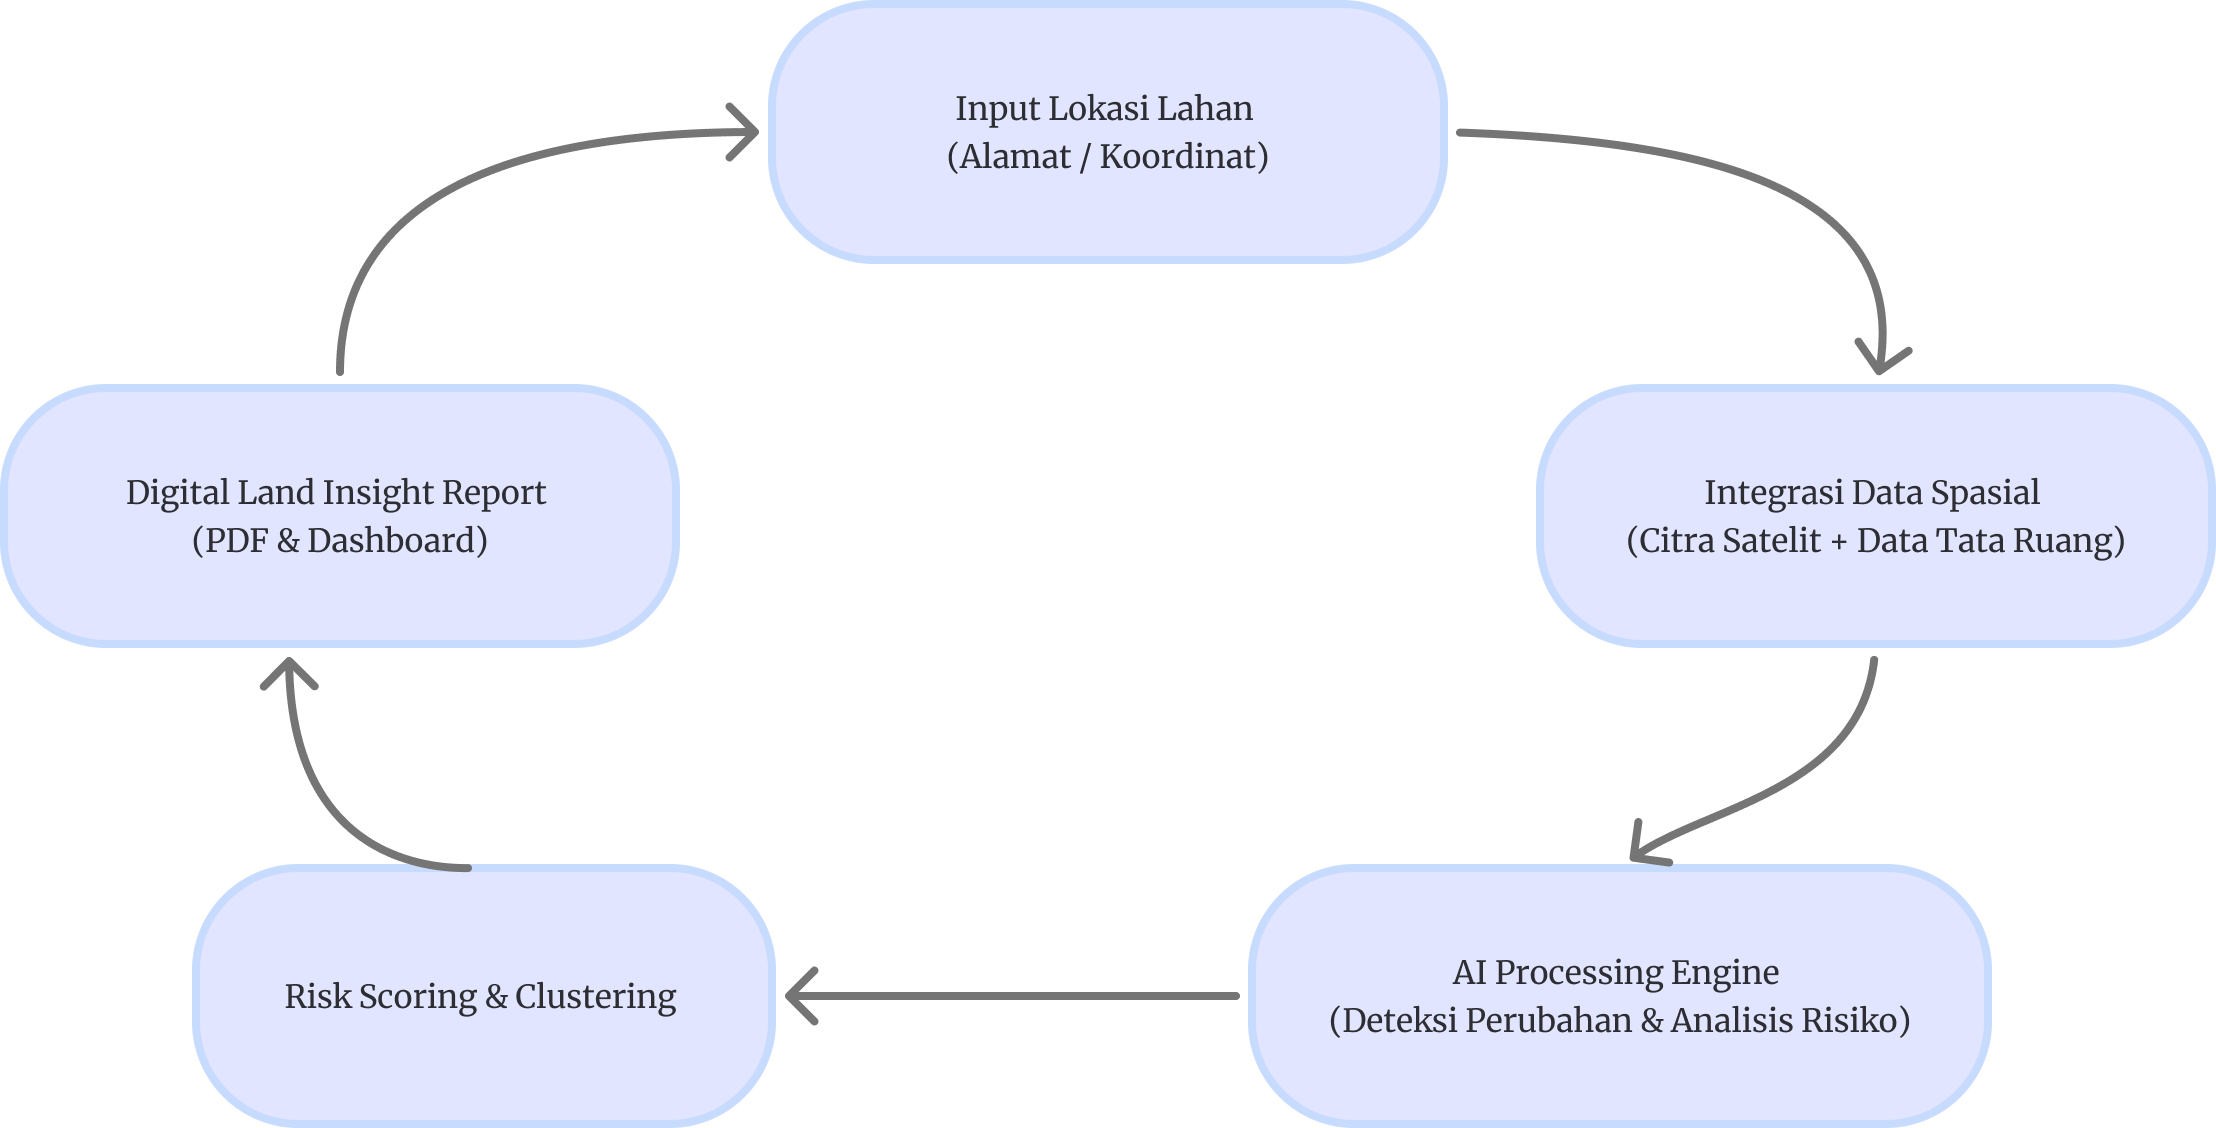 Input Lokasi Lahan
(Alamat / Koordinat)
Integrasi Data Spasial
(Citra Satelit + Data Tata Ruang)
AI Processing Engine
(Deteksi Perubahan & Analisis Risiko)
Risk Scoring & Clustering
Digital Land Insight Report
(PDF & Dashboard)